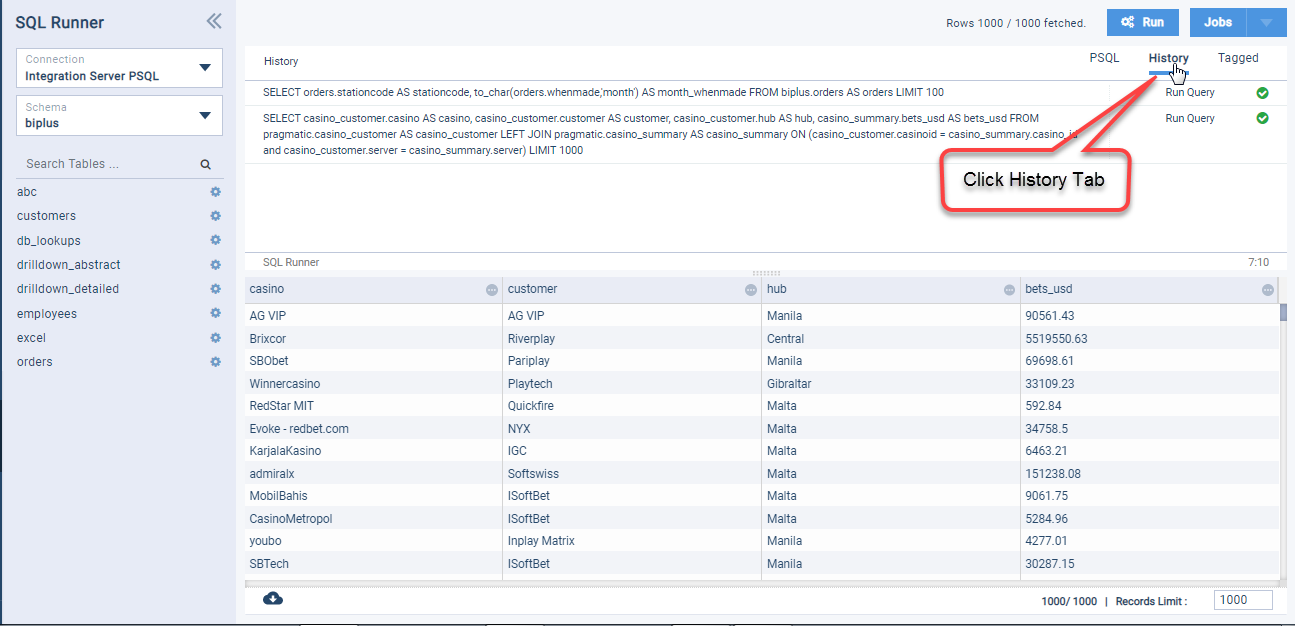 SQL Runner
Connection
Integration Server PSQL
Schema
biplus
Search Tables ...
abc
customers
db_lookups
drilldown_abstract
drilldown_detailed
employees
excel
orders
Rows 1000 / 1000 fetched.
Run
Jobs
History
PSQL
History
Tagged
SELECT orders.stationcode AS stationcode, to_char(orders.whenmade,'month') AS month_whenmade FROM biplus.orders AS orders LIMIT 100
Run Query
SELECT casino_customer.casino AS casino, casino_customer.customer AS customer, casino_customer.hub AS hub, casino_summary.bets_usd AS bets_usd FROM
pragmatic.casino_customer AS casino_customer LEFT JOIN pragmatic.casino_summary AS casino_summary ON (casino_customer.casinoid = casino_summary.casino_id
and casino_customer.server = casino_summary.server) LIMIT 1000
Run Query
Click History Tab
SQL Runner
7:10
casino customer hub bets_usd
AG VIP AG VIP Manila 90561.43
Brixcor Riverplay Central 5519550.63
SBObet Pariplay Manila 69698.61
Winnercasino Playtech Gibraltar 33109.23
RedStar MIT Quickfire Malta 592.84
Evoke - redbet.com NYX Malta 34758.5
KarjalaKasino IGC Malta 6463.21
admiralx Softswiss Malta 151238.08
MobilBahis ISoftBet Malta 9061.75
CasinoMetropol ISoftBet Malta 5284.96
youbo Inplay Matrix Manila 4277.01
SBTech ISoftBet Manila 30287.15
1000/ 1000 | Records Limit : 1000